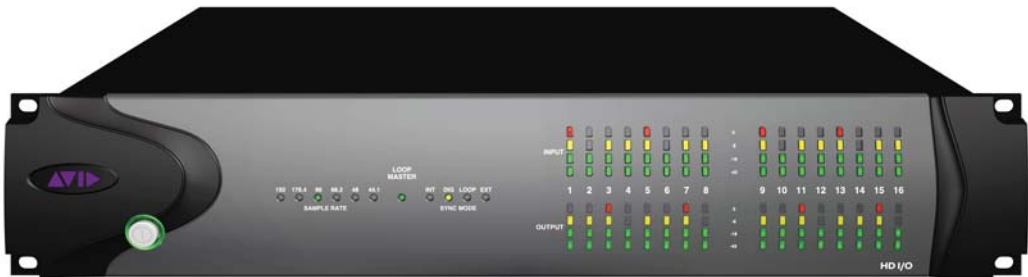 AVID
LOOP
MASTER
192 176.4 96 88.2 48 44.1
SAMPLE RATE
INT DIG LOOP EXT
SYNC MODE
INPUT
1 2 3 4 5 6 7 8
9 10 11 12 13 14 15 16
OUTPUT
HD I/O